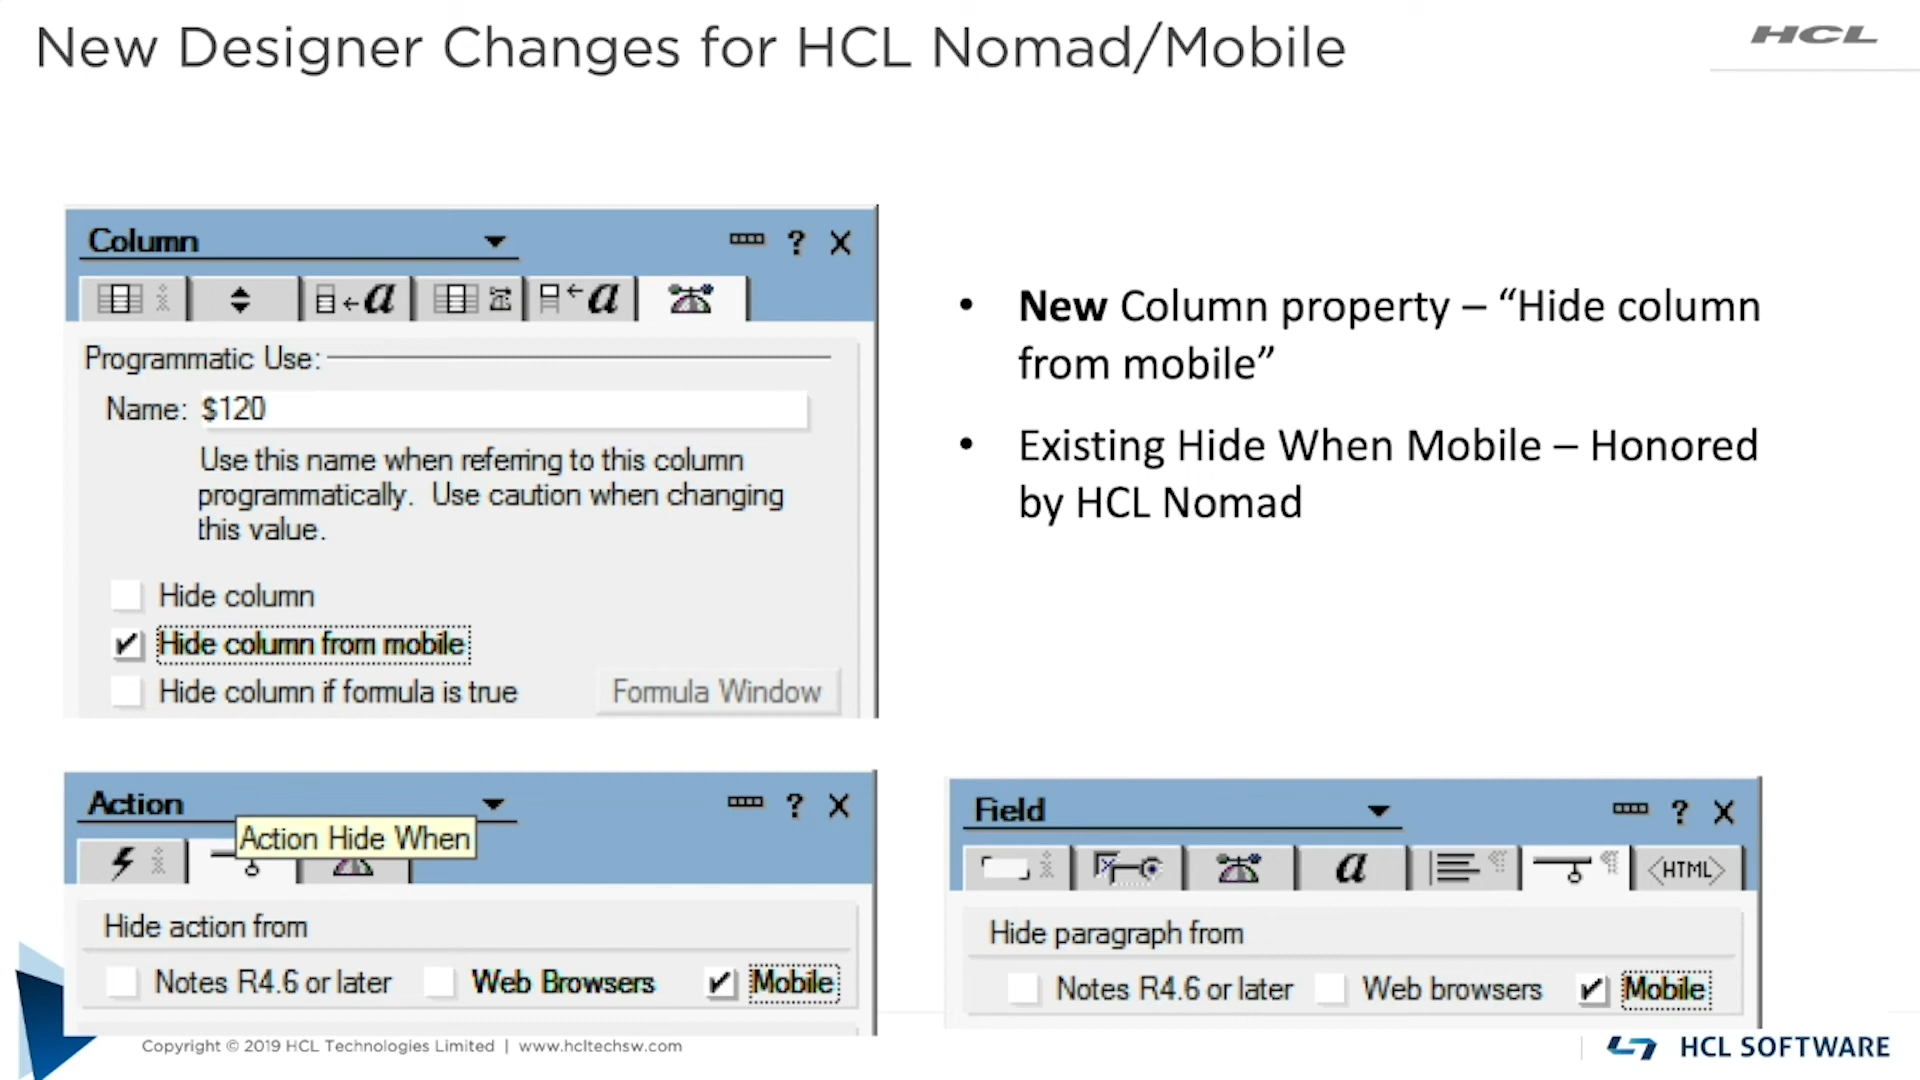 New Designer Changes for HCL Nomad/Mobile
HCL
Column
?
X
a
a
Programmatic Use:
Name: $120
Use this name when referring to this column
programmatically. Use caution when changing
this value.
Hide column
Hide column from mobile
Hide column if formula is true
Formula Window
• New Column property – “Hide column
from mobile”
• Existing Hide When Mobile – Honored
by HCL Nomad
Action
?
X
Action Hide When
Hide action from
Notes R4.6 or later
Web Browsers
Mobile
Field
?
X
a
<HTML>
Hide paragraph from
Notes R4.6 or later
Web browsers
Mobile
Copyright © 2019 HCL Technologies Limited | www.hcltechsw.com
HCL SOFTWARE